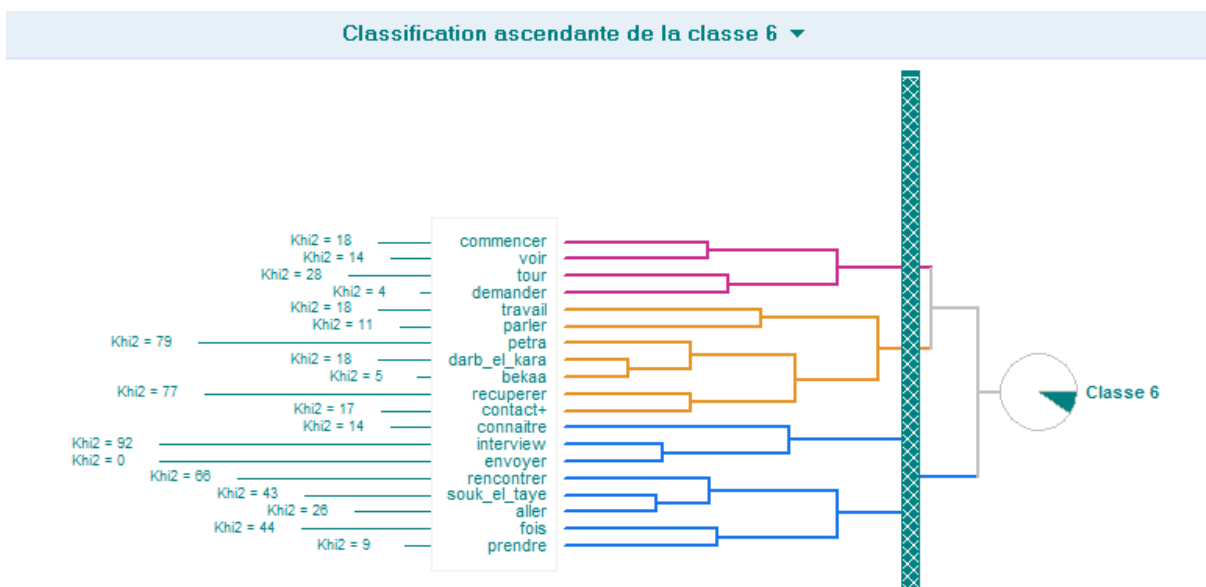 Classification ascendante de la classe 6
Khi2 = 18 commencer
Khi2 = 14 voir
Khi2 = 28 tour
Khi2 = 4 demander
Khi2 = 18 travail
Khi2 = 11 parler
Khi2 = 79 petra
Khi2 = 18 darb_el_kara
Khi2 = 5 bekaa
Khi2 = 77 recuperer
Khi2 = 17 contact+
Khi2 = 14 connaitre
Khi2 = 92 interview
Khi2 = 0 envoyer
Khi2 = 66 rencontrer
Khi2 = 43 souk_el_taye
Khi2 = 26 aller
Khi2 = 44 fois
Khi2 = 9 prendre
Classe 6